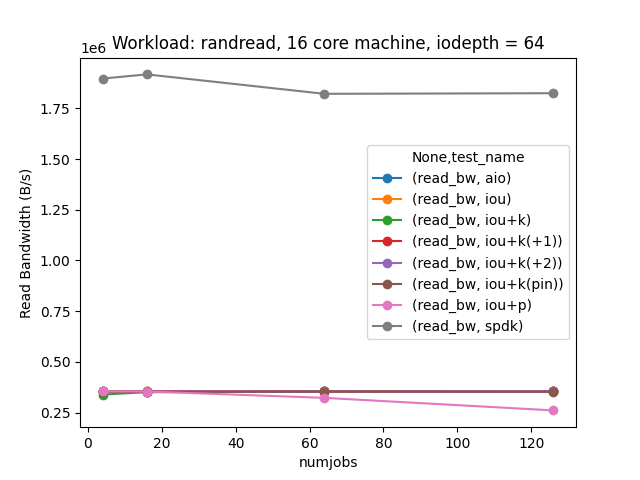 Workload: randread, 16 core machine, iodepth = 64
1e6
Read Bandwidth (B/s)
1.75
1.50
1.25
1.00
0.75
0.50
0.25
None,test_name
(read_bw, aio)
(read_bw, iou)
(read_bw, iou+k)
(read_bw, iou+k(+1))
(read_bw, iou+k(+2))
(read_bw, iou+k(pin))
(read_bw, iou+p)
(read_bw, spdk)
0 20 40 60 80 100 120
numjobs